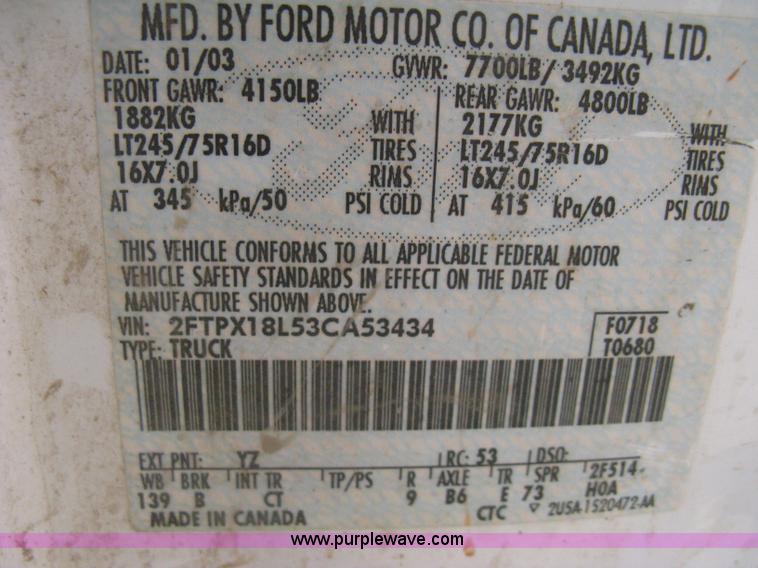 MFD. BY FORD MOTOR CO. OF CANADA, LTD.
DATE: 01/03 GVWR: 7700LB/ 3492KG
FRONT GAWR: 4150LB REAR GAWR: 4800LB
1882KG WITH 2177KG WITH
LT245/75R16D TIRES LT245/75R16D TIRES
16X7.0J RIMS 16X7.0J RIMS
AT 345 kPa/50 PSI COLD AT 415 kPa/60 PSI COLD
THIS VEHICLE CONFORMS TO ALL APPLICABLE FEDERAL MOTOR
VEHICLE SAFETY STANDARDS IN EFFECT ON THE DATE OF
MANUFACTURE SHOWN ABOVE.
VIN: 2FTPX18L53CA53434 F0718
TYPE: TRUCK T0680
EXT PNT: YZ RC: 53 DSO:
WB BRK INT TR TP/PS R AXLE TR SPR 2F514-
139 B CT 9 B6 E 73 H0A
MADE IN CANADA CTC ▽ 2USA-1520472-AA
www.purplewave.com